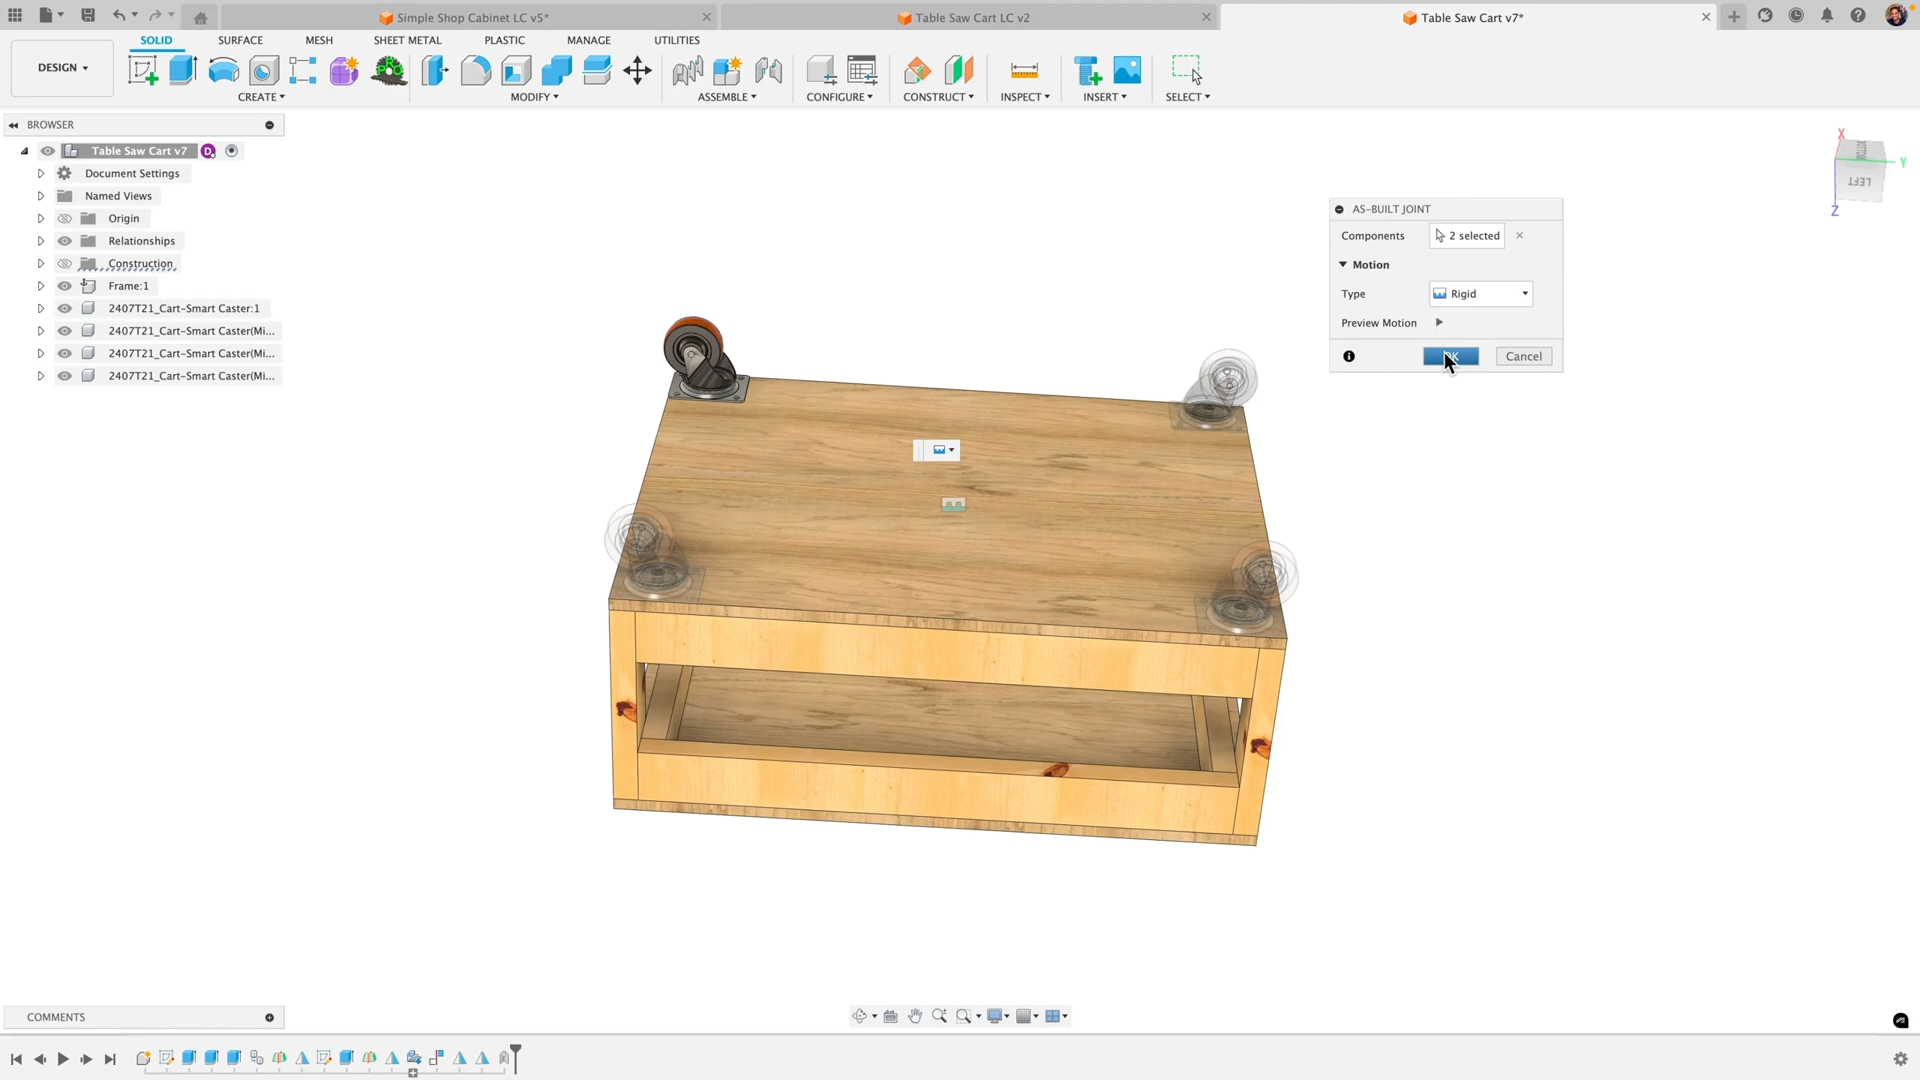 Simple Shop Cabinet LC v5*
Table Saw Cart LC v2
Table Saw Cart v7*
DESIGN
SOLID
SURFACE
MESH
SHEET METAL
PLASTIC
MANAGE
UTILITIES
CREATE
MODIFY
ASSEMBLE
CONFIGURE
CONSTRUCT
INSPECT
INSERT
SELECT
BROWSER
Table Saw Cart v7
Document Settings
Named Views
Origin
Relationships
Construction
Frame:1
2407T21_Cart-Smart Caster:1
2407T21_Cart-Smart Caster(Mi...
2407T21_Cart-Smart Caster(Mi...
2407T21_Cart-Smart Caster(Mi...
X
Y
Z
BOTTOM
LEFT
AS-BUILT JOINT
Components
2 selected
Motion
Type
Rigid
Preview Motion
Cancel
COMMENTS